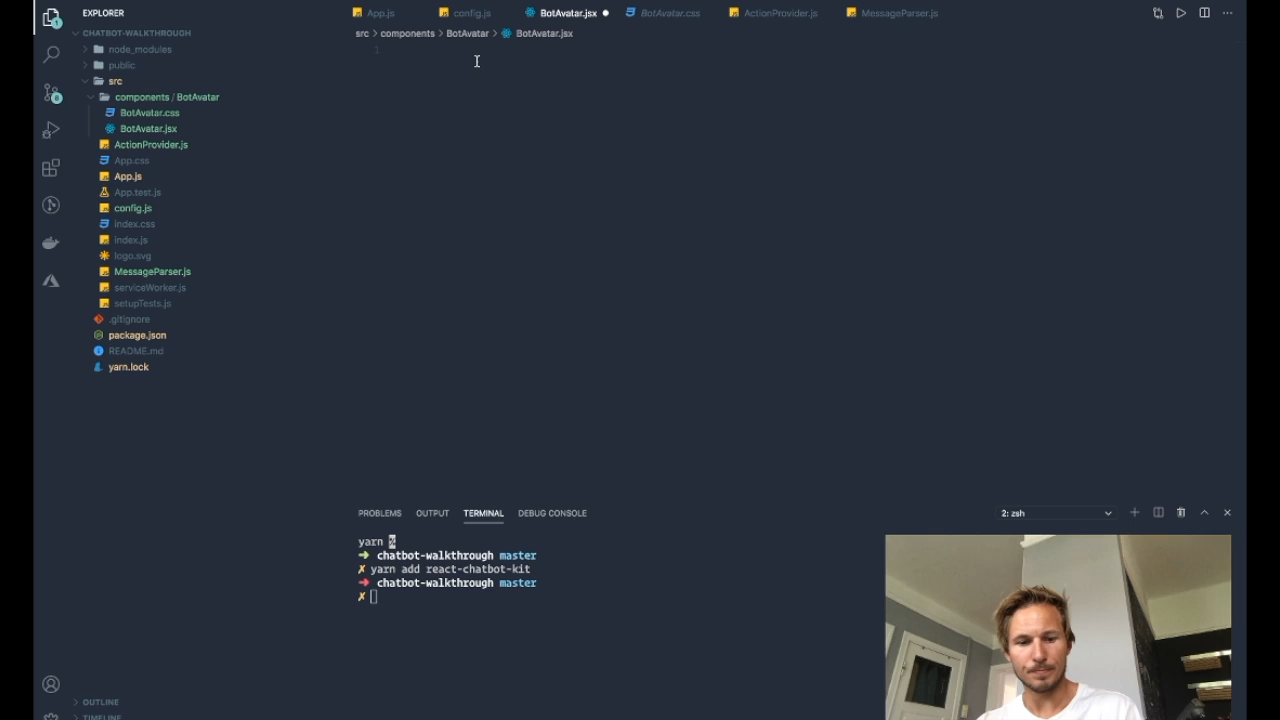 EXPLORER
CHATBOT-WALKTHROUGH
node_modules
public
src
components / BotAvatar
BotAvatar.css
BotAvatar.jsx
ActionProvider.js
App.css
App.js
App.test.js
config.js
index.css
index.js
logo.svg
MessageParser.js
serviceWorker.js
setupTests.js
.gitignore
package.json
README.md
yarn.lock
OUTLINE
TIMELINE
App.js config.js BotAvatar.jsx BotAvatar.css ActionProvider.js MessageParser.js
src > components > BotAvatar > BotAvatar.jsx
1
PROBLEMS OUTPUT TERMINAL DEBUG CONSOLE 2: zsh
yarn %
→ chatbot-walkthrough master
✗ yarn add react-chatbot-kit
→ chatbot-walkthrough master
✗